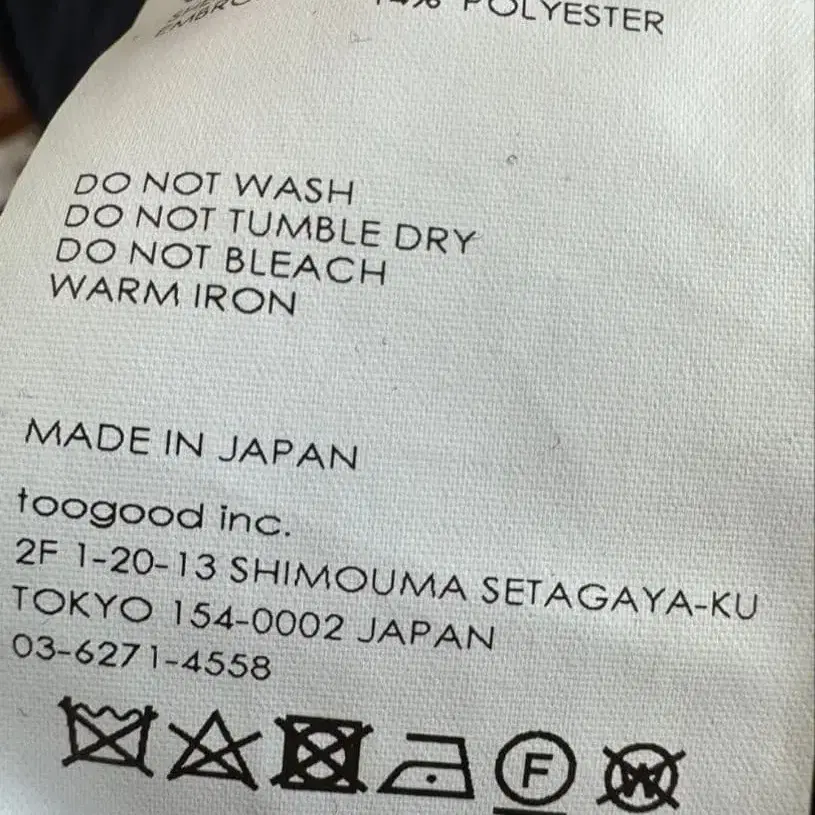 POLYESTER
DO NOT WASH
DO NOT TUMBLE DRY
DO NOT BLEACH
WARM IRON
MADE IN JAPAN
toogood inc.
2F 1-20-13 SHIMOUMA SETAGAYA-KU
TOKYO 154-0002 JAPAN
03-6271-4558
F W